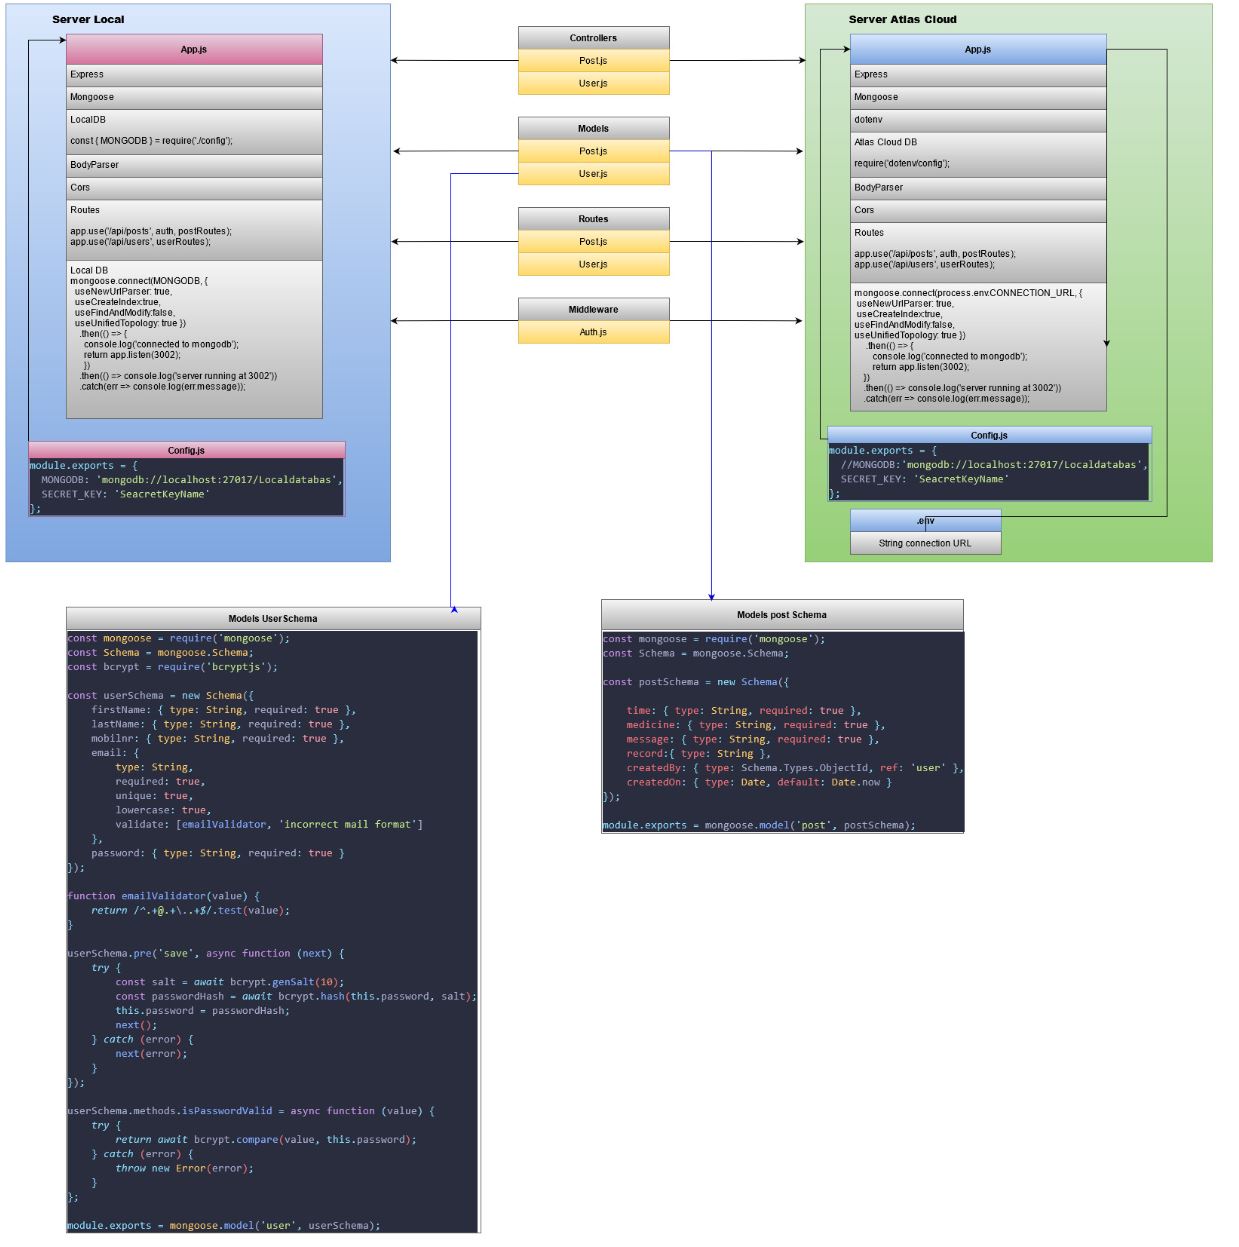 Server Local
App.js
Express
Mongoose
LocalDB
const { MONGODB } = require('./config');
BodyParser
Cors
Routes
app.use('/api/posts', auth, postRoutes);
app.use('/api/users', userRoutes);
Local DB
mongoose.connect(MONGODB, {
useNewUrlParser: true,
useCreateIndex:true,
useFindAndModify:false,
useUnifiedTopology: true })
.then(() => {
console.log('connected to mongodb');
return app.listen(3002);
})
.then(() => console.log('server running at 3002'))
.catch(err => console.log(err.message));
Config.js
module.exports = {
MONGODB: 'mongodb://localhost:27017/Localdatabas',
SECRET_KEY: 'SeacretKeyName'
};
Controllers
Post.js
User.js
Models
Post.js
User.js
Routes
Post.js
User.js
Middleware
Auth.js
Server Atlas Cloud
App.js
Express
Mongoose
dotenv
Atlas Cloud DB
require('dotenv/config');
BodyParser
Cors
Routes
app.use('/api/posts', auth, postRoutes);
app.use('/api/users', userRoutes);
mongoose.connect(process.env.CONNECTION_URL, {
useNewUrlParser: true,
useCreateIndex:true,
useFindAndModify:false,
useUnifiedTopology: true })
.then(() => {
console.log('connected to mongodb');
return app.listen(3002);
})
.then(() => console.log('server running at 3002'))
.catch(err => console.log(err.message));
Config.js
module.exports = {
//MONGODB:'mongodb://localhost:27017/Localdatabas',
SECRET_KEY: 'SeacretKeyName'
};
.env
String connection URL
Models UserSchema
const mongoose = require('mongoose');
const Schema = mongoose.Schema;
const bcrypt = require('bcryptjs');
const userSchema = new Schema({
firstName: { type: String, required: true },
lastName: { type: String, required: true },
mobilnr: { type: String, required: true },
email: {
type: String,
required: true,
unique: true,
lowercase: true,
validate: [emailValidator, 'incorrect mail format']
},
password: { type: String, required: true }
});
function emailValidator(value) {
return /^.+@.+\..+$/.test(value);
}
userSchema.pre('save', async function (next) {
try {
const salt = await bcrypt.genSalt(10);
const passwordHash = await bcrypt.hash(this.password, salt);
this.password = passwordHash;
next();
} catch (error) {
next(error);
}
});
userSchema.methods.isPasswordValid = async function (value) {
try {
return await bcrypt.compare(value, this.password);
} catch (error) {
throw new Error(error);
}
};
module.exports = mongoose.model('user', userSchema);
Models post Schema
const mongoose = require('mongoose');
const Schema = mongoose.Schema;
const postSchema = new Schema({
time: { type: String, required: true },
medicine: { type: String, required: true },
message: { type: String, required: true },
record:{ type: String },
createdBy: { type: Schema.Types.ObjectId, ref: 'user' },
createdOn: { type: Date, default: Date.now }
});
module.exports = mongoose.model('post', postSchema);